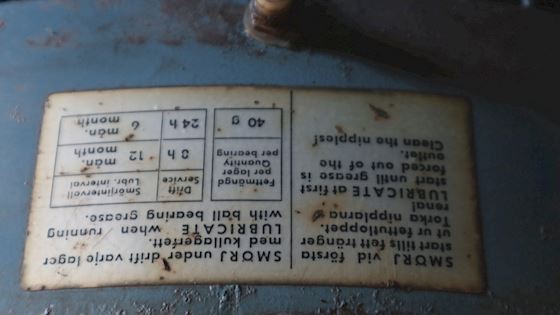 SMÖRJ vid första
start tills fett tränger
ut ur fettutloppet.
Torka nipplarna
rena!
LUBRICATE at first
start until grease is
forced out of the
outlet.
Clean the nipples!
SMÖRJ under drift varje lager
med kullagerfett.
LUBRICATE when running
with ball bearing grease.
Fettmängd
per lager
Quantity
per bearing
40 g
Drift
Service
Smörjintervall
Lubr. interval
8 h
12 mån.
month
24 h
6 mån.
month